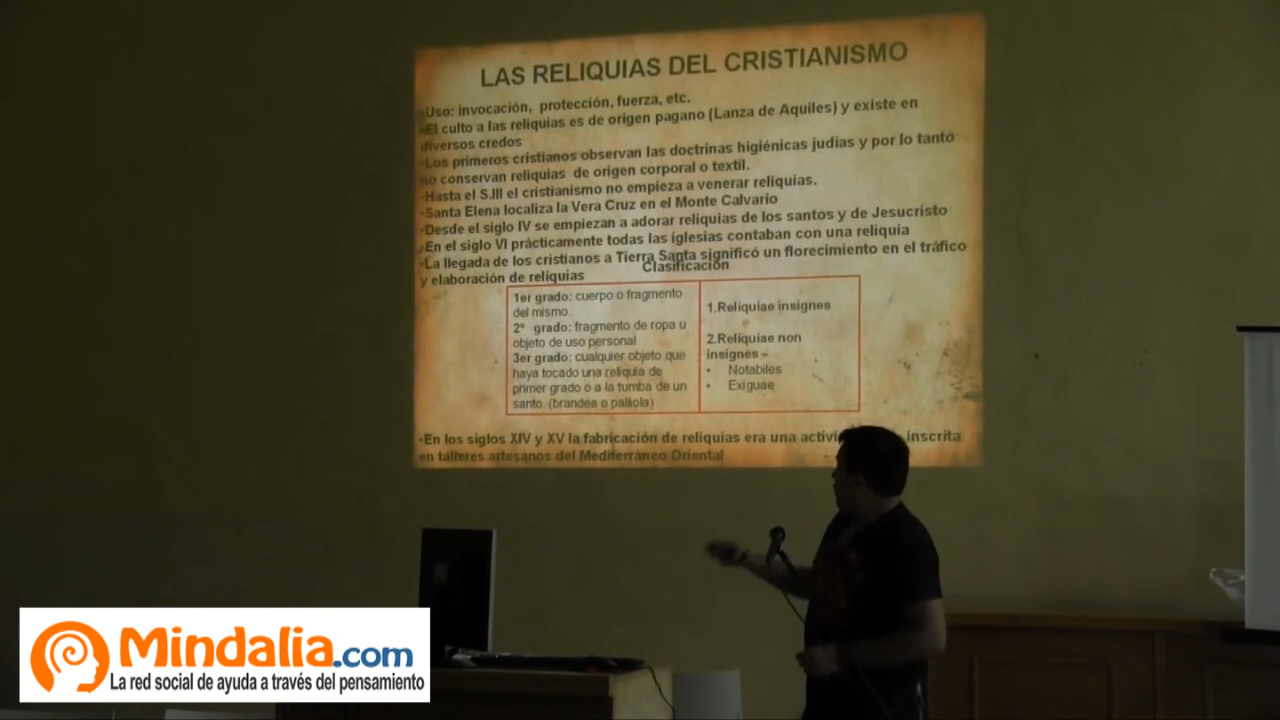 LAS RELIQUIAS DEL CRISTIANISMO
•Uso: invocación, protección, fuerza, etc.
•El culto a las reliquias es de origen pagano (Lanza de Aquiles) y existe en
diversos credos
•Los primeros cristianos observan las doctrinas higiénicas judias y por lo tanto
no conservan reliquias de origen corporal o textil.
•Hasta el S.III el cristianismo no empieza a venerar reliquias.
•Santa Elena localiza la Vera Cruz en el Monte Calvario
•Desde el siglo IV se empiezan a adorar reliquias de los santos y de Jesucristo
•En el siglo VI prácticamente todas las iglesias contaban con una reliquia
•La llegada de los cristianos a Tierra Santa significó un florecimiento en el tráfico
y elaboración de reliquias
Clasificación
1er grado: cuerpo o fragmento
del mismo.
2º grado: fragmento de ropa u
objeto de uso personal
3er grado: cualquier objeto que
haya tocado una reliquia de
primer grado o a la tumba de un
santo. (brandea o palliola)
1.Reliquiae insignes
2.Reliquiae non
insignes –
• Notabiles
• Exiguae
•En los siglos XIV y XV la fabricación de reliquias era una inscrita
en talleres artesanos del Mediterráneo Oriental
Mindalia.com
La red social de ayuda a través del pensamiento